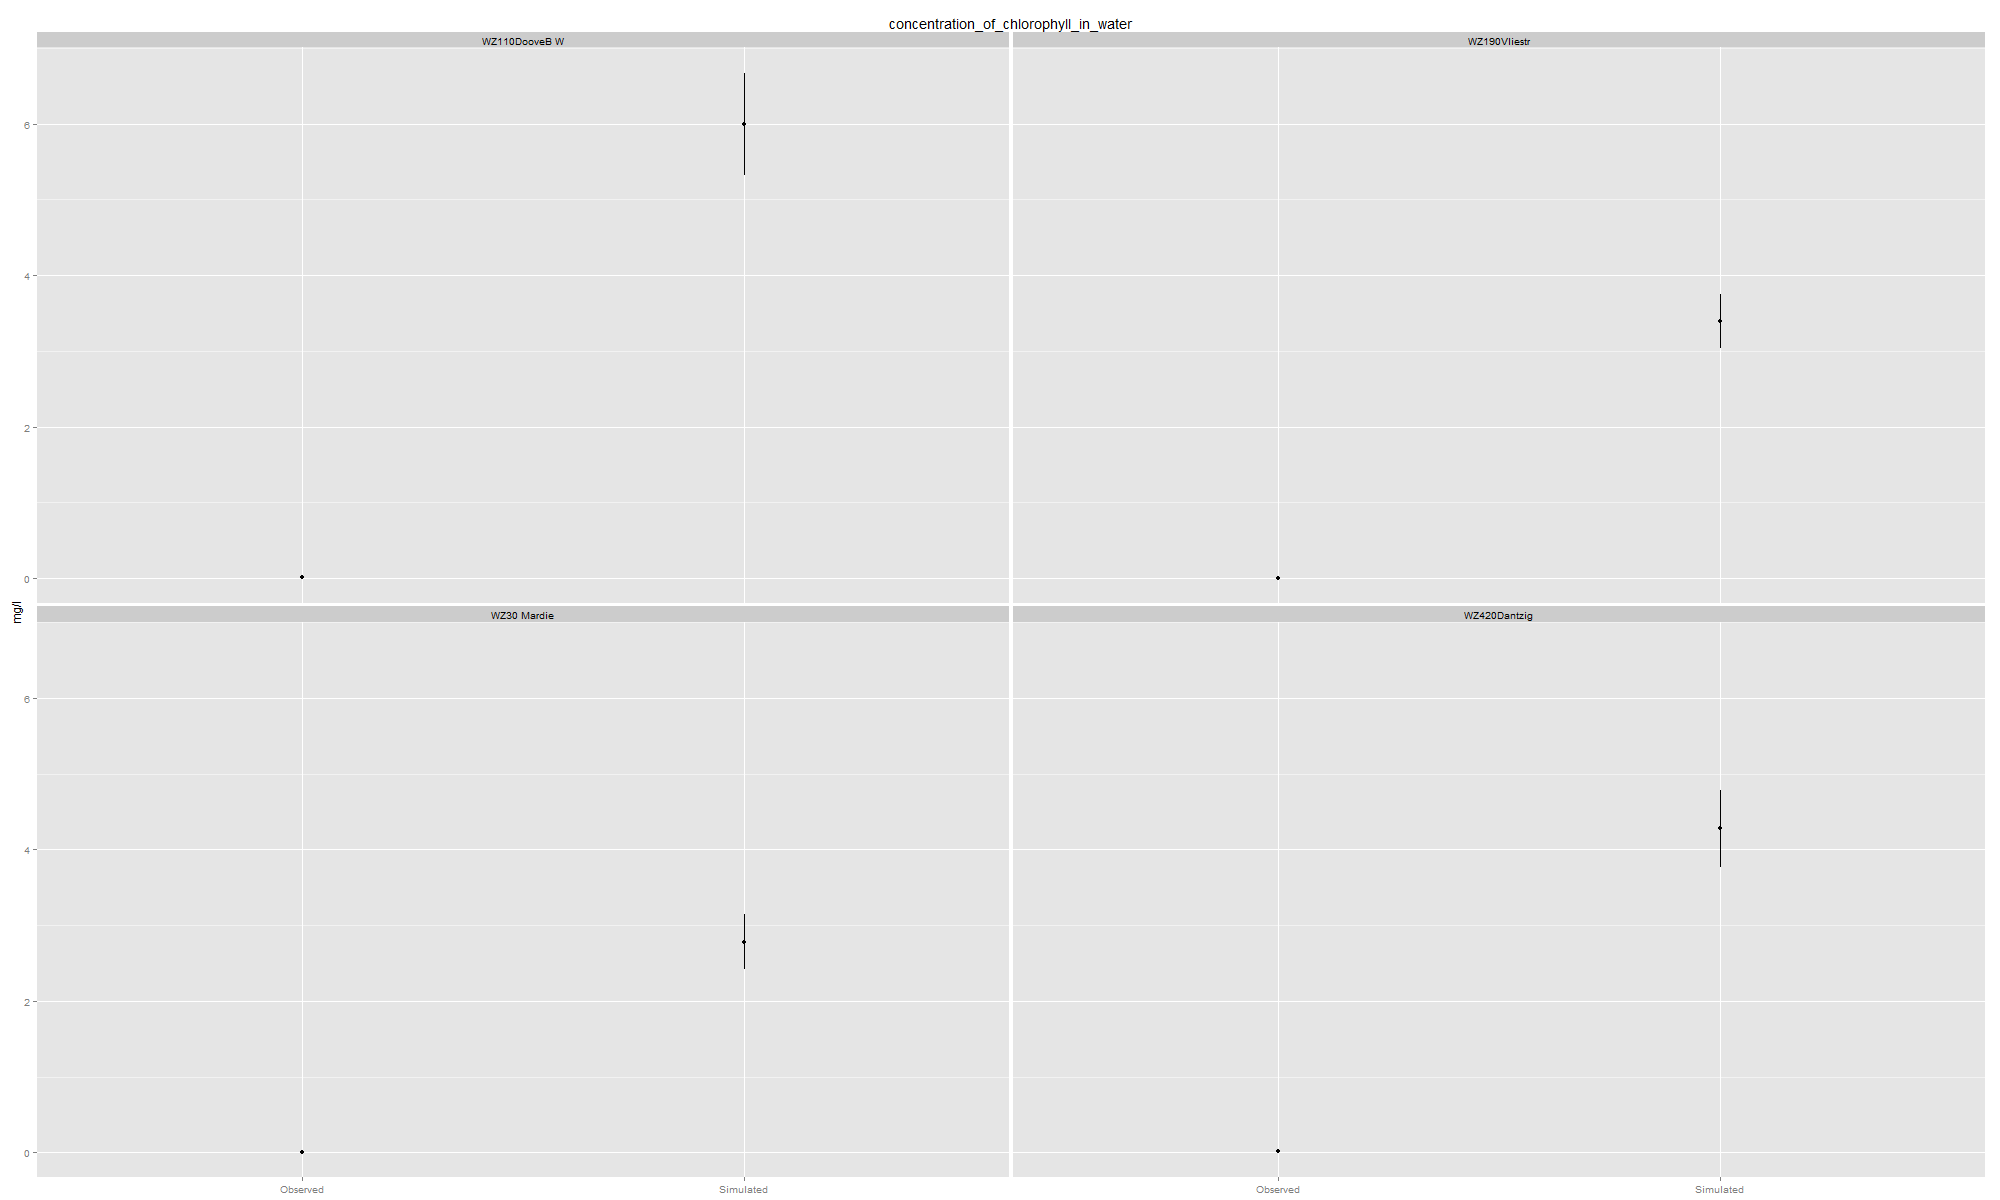 concentration_of_chlorophyll_in_water
WZ110DooveB W
WZ190Vliestr
6
4
2
0
mg/l
WZ30 Mardie
WZ420Dantzig
6
4
2
0
Observed
Simulated
Observed
Simulated